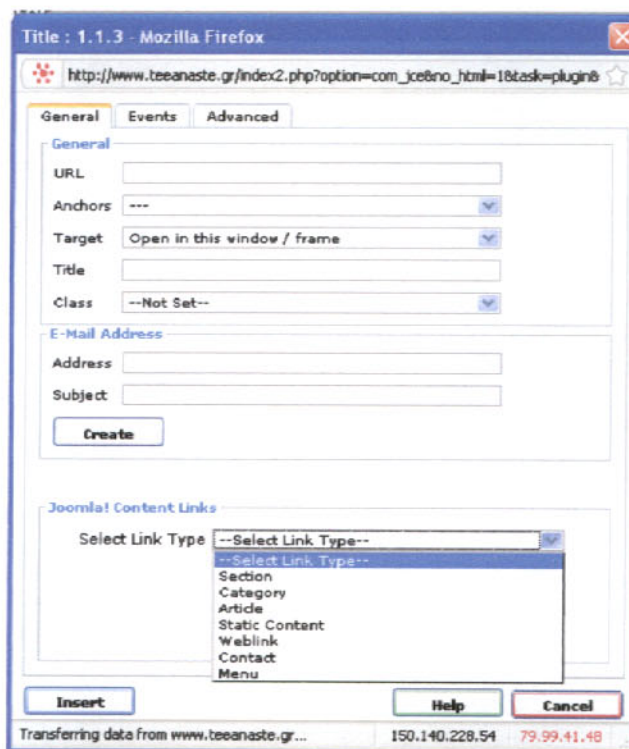 Title : 1.1.3 - Mozilla Firefox
http://www.teeanaste.gr/index2.php?option=com_jce&no_html=1&task=plugin&
General Events Advanced
General
URL
Anchors ---
Target Open in this window / frame
Title
Class --Not Set--
E-Mail Address
Address
Subject
Create
Joomla! Content Links
Select Link Type --Select Link Type--
--Select Link Type--
Section
Category
Article
Static Content
Weblink
Contact
Menu
Insert Help Cancel
Transferring data from www.teeanaste.gr... 150.140.228.54 79.99.41.48